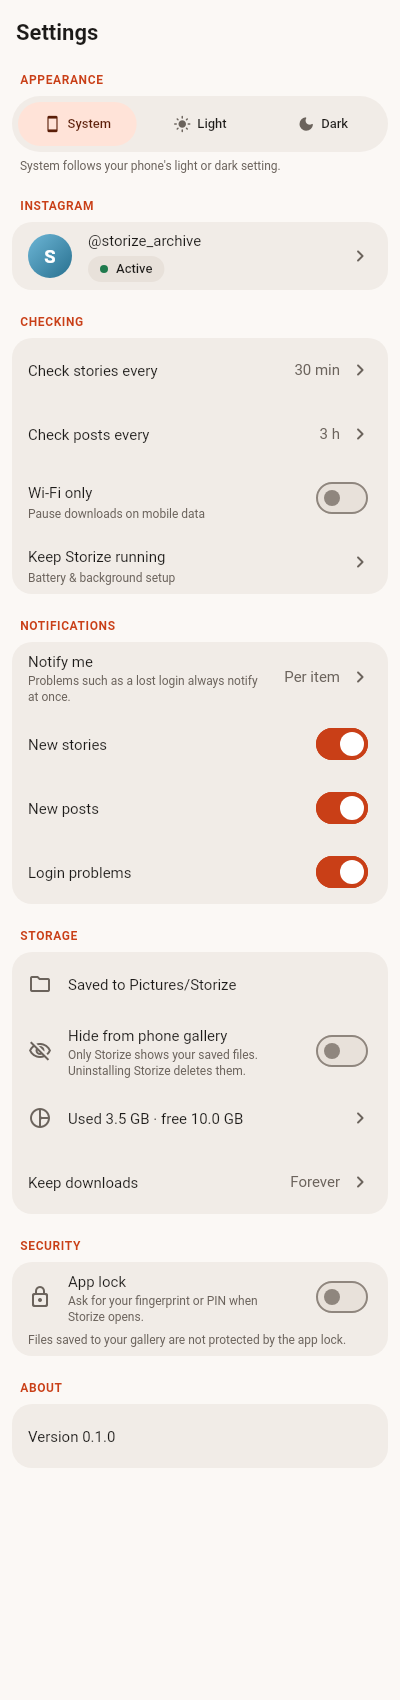 Settings
APPEARANCE
System Light Dark
System follows your phone's light or dark setting.
INSTAGRAM
S
@storize_archive
Active
CHECKING
Check stories every 30 min
Check posts every 3 h
Wi-Fi only
Pause downloads on mobile data
Keep Storize running
Battery & background setup
NOTIFICATIONS
Notify me
Problems such as a lost login always notify
at once.
Per item
New stories
New posts
Login problems
STORAGE
Saved to Pictures/Storize
Hide from phone gallery
Only Storize shows your saved files.
Uninstalling Storize deletes them.
Used 3.5 GB · free 10.0 GB
Keep downloads Forever
SECURITY
App lock
Ask for your fingerprint or PIN when
Storize opens.
Files saved to your gallery are not protected by the app lock.
ABOUT
Version 0.1.0